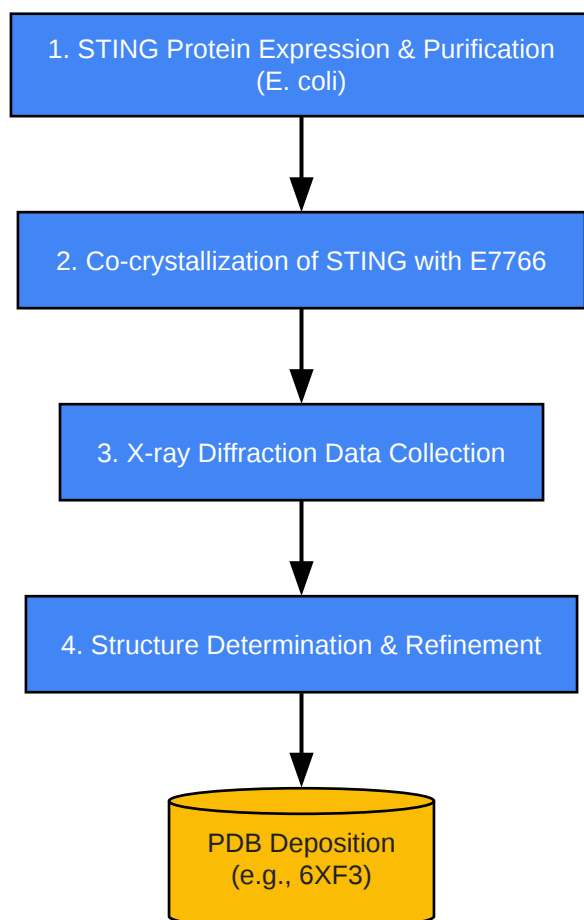 1. STING Protein Expression & Purification
(E. coli)
2. Co-crystallization of STING with E7766
3. X-ray Diffraction Data Collection
4. Structure Determination & Refinement
PDB Deposition
(e.g., 6XF3)